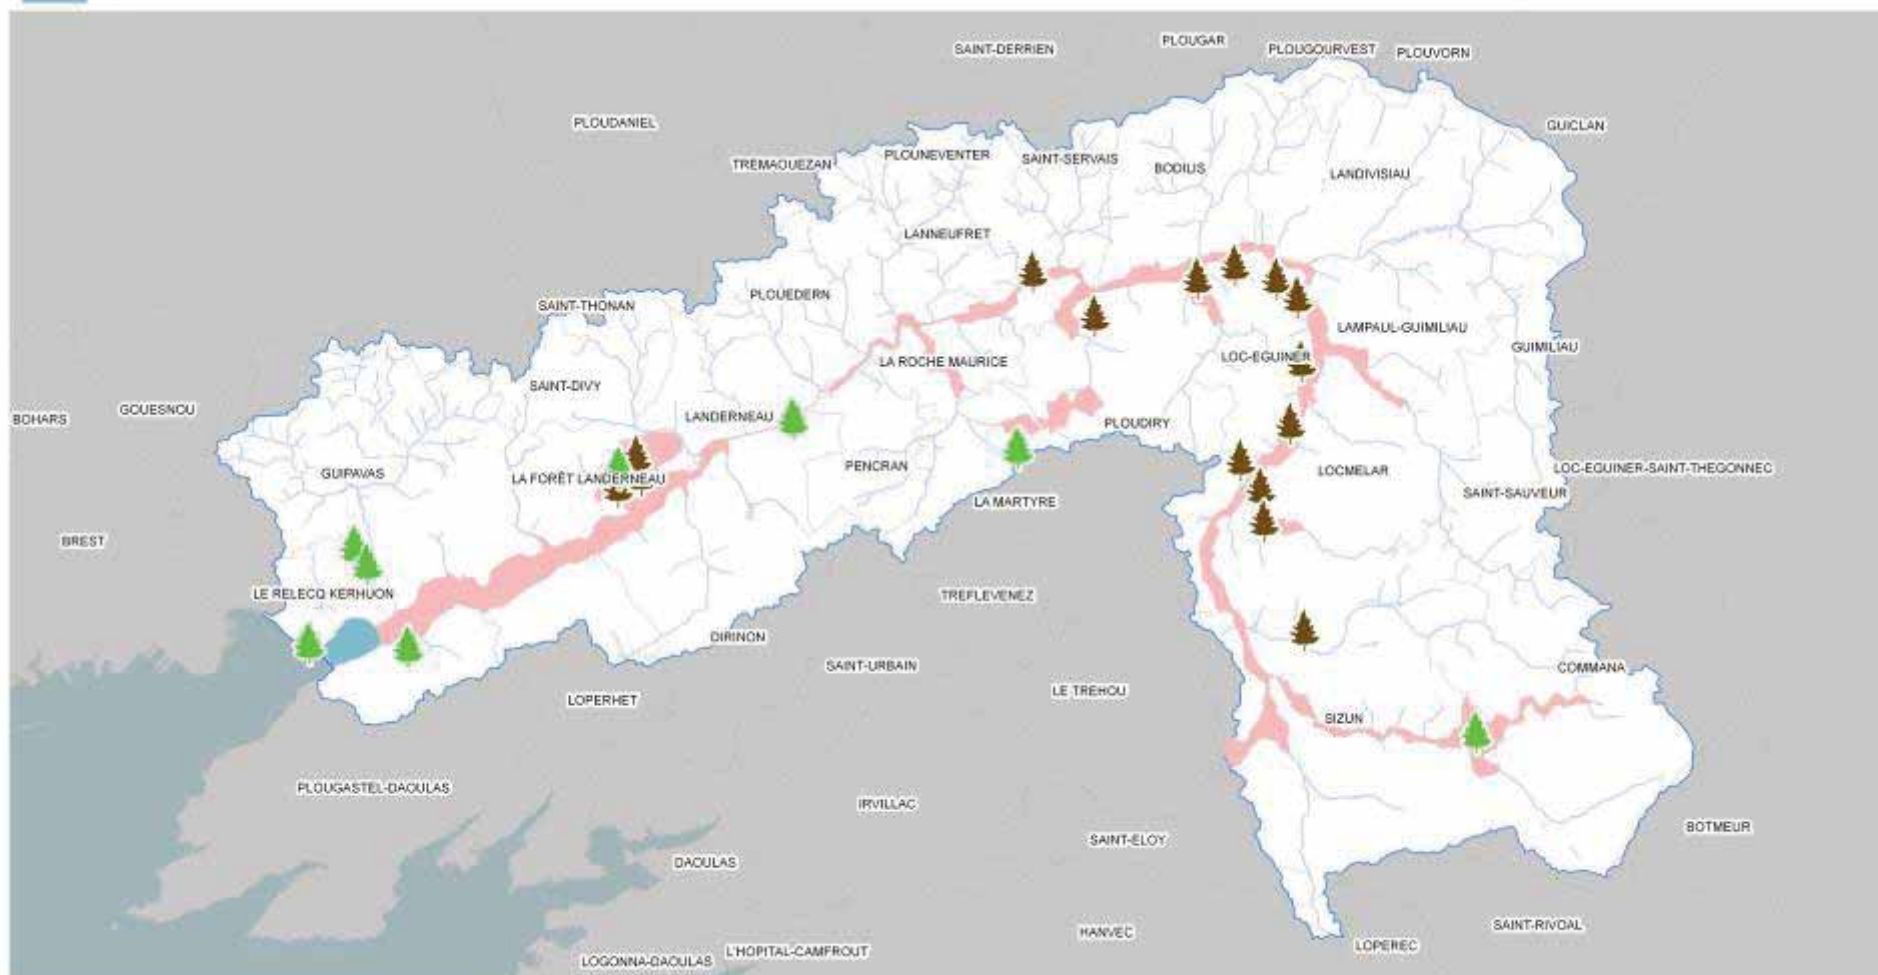 PLOUGAR
SAINT-DERRIEN
PLOUGOURVEST
PLOUVORN
PLOUDANIEL
GUICLAN
TREMAOUEZAN
PLOUNEVENTER
SAINT-SERVAIS
BODILIS
LANDIVISIAU
LANNEUFRET
PLOUEDERN
SAINT-THONAN
LAMPAUL-GUIMILIAU
GUIMILIAU
LA ROCHE MAURICE
LOC-EGUINER
SAINT-DIVY
GOUESNOU
BOHARS
LANDERNEAU
PLOUDIRY
GUIPAVAS
LA FORÊT LANDERNEAU
PENCRAN
LOCMELAR
LOC-EGUINER-SAINT-THEGONNEC
SAINT-SAUVEUR
LA MARTYRE
BREST
LE RELECQ KERHUON
TREFLEVENEZ
DIRINON
SAINT-URBAIN
COMMANA
LE TREHOU
LOPERHET
SIZUN
PLOUGASTEL-DAOULAS
IRVILLAC
BOTMEUR
SAINT-ELOY
DAOULAS
SAINT-RIVOAL
HANVEC
LOPEREC
L'HOPITAL-CAMFROUT
LOGONNA-DAOULAS